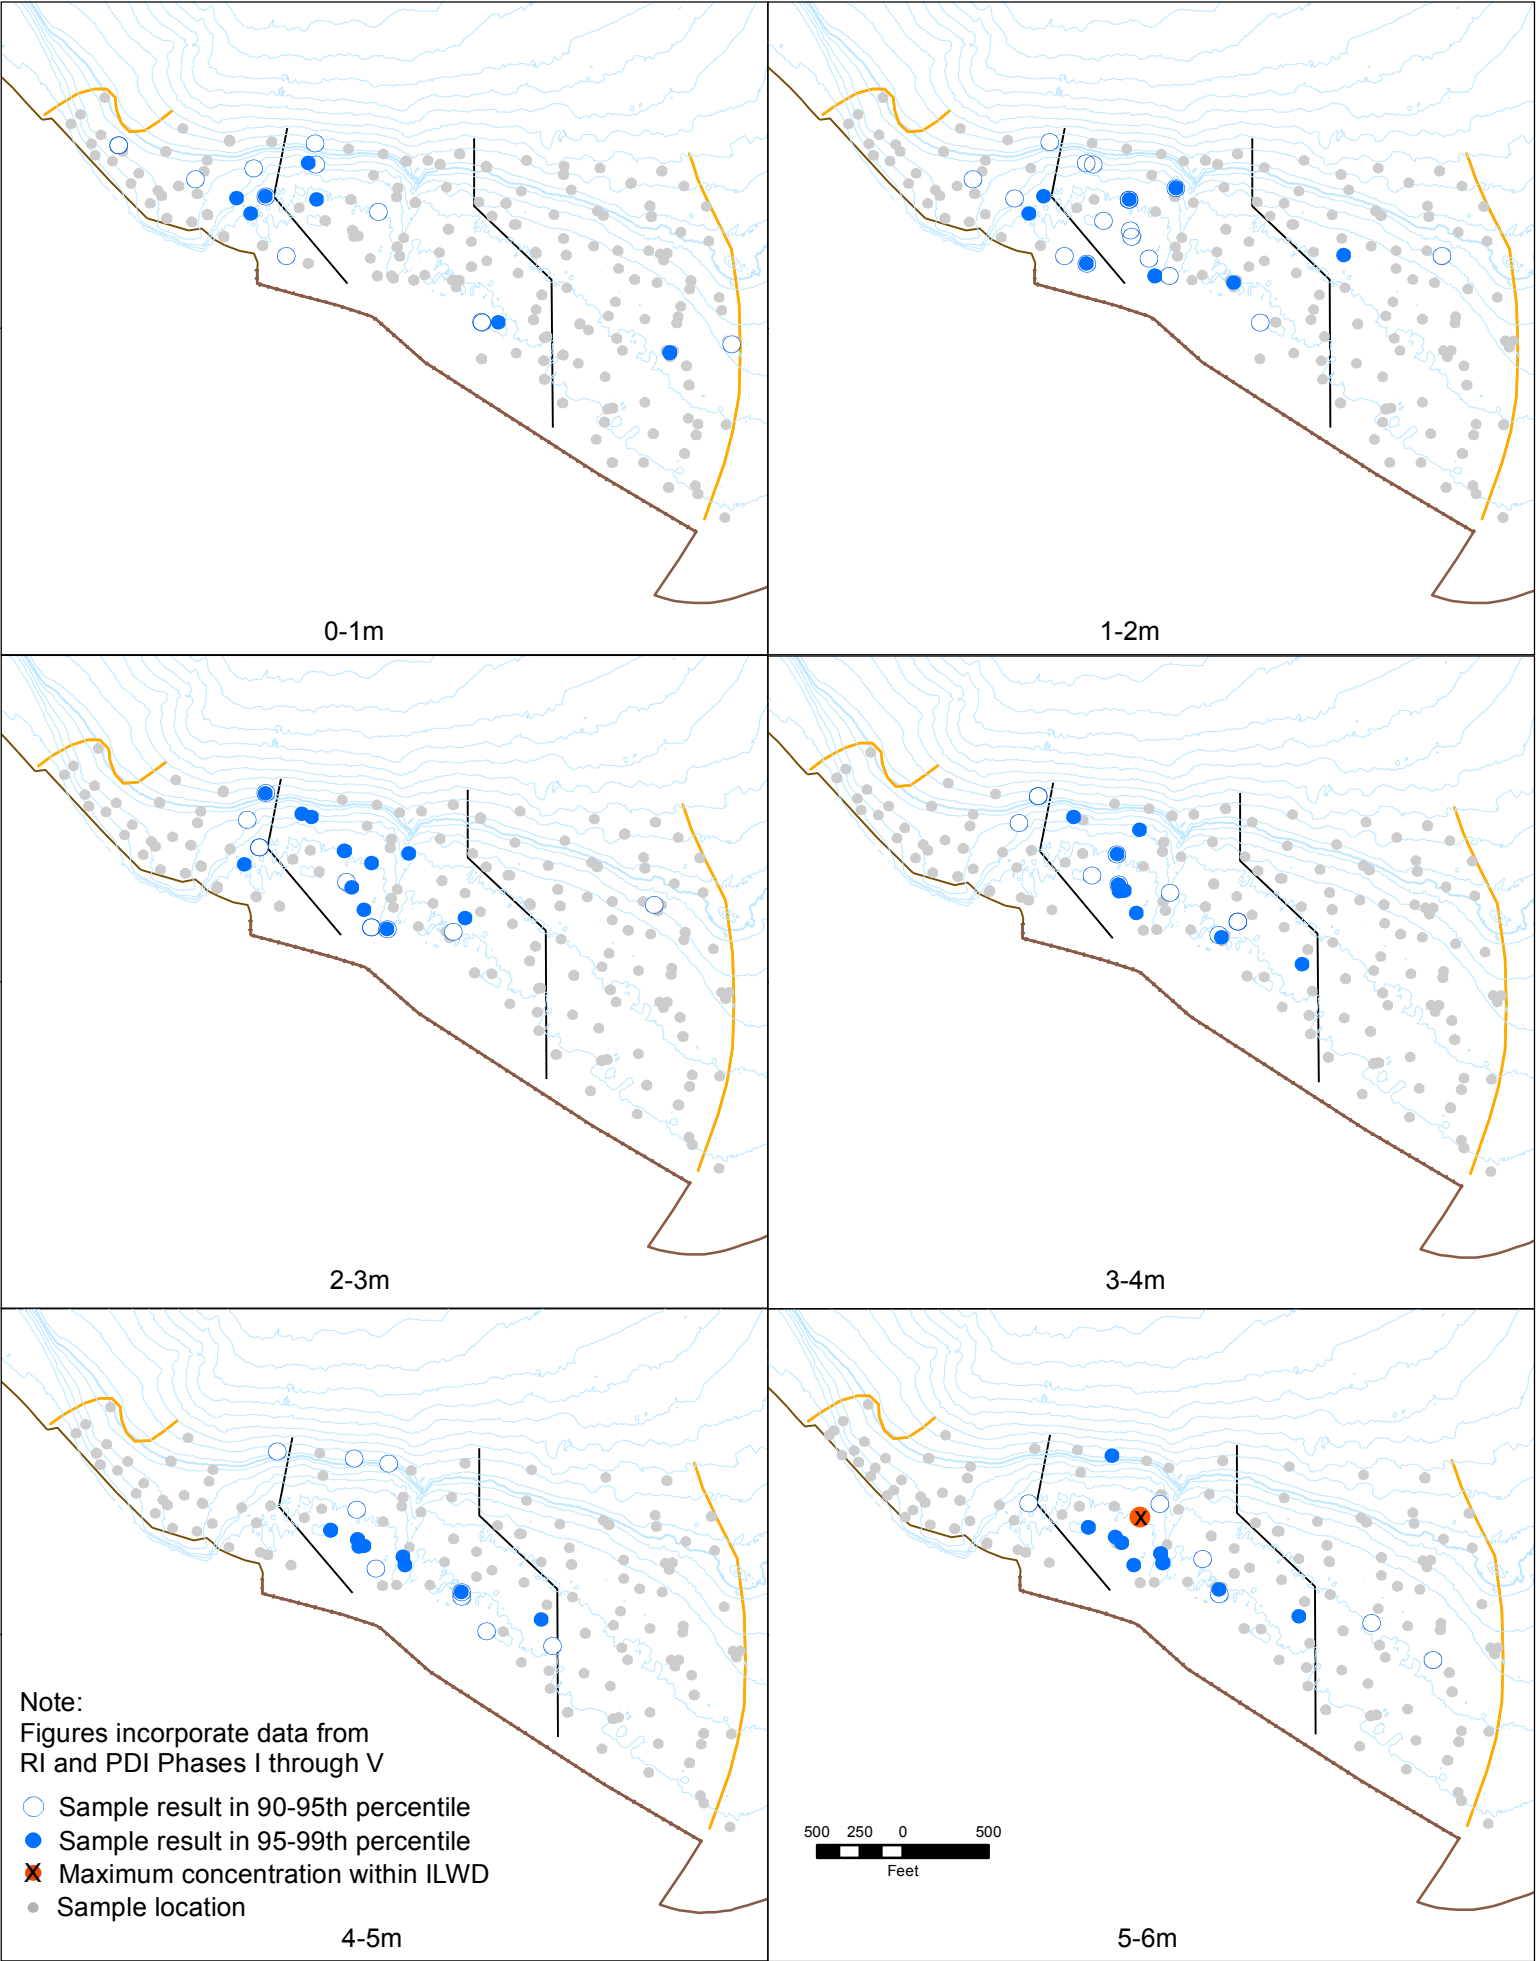 0-1m
1-2m
2-3m
3-4m
Note:
Figures incorporate data from
RI and PDI Phases I through V
Sample result in 90-95th percentile
Sample result in 95-99th percentile
X Maximum concentration within ILWD
Sample location
4-5m
X
500 250 0 500
Feet
5-6m